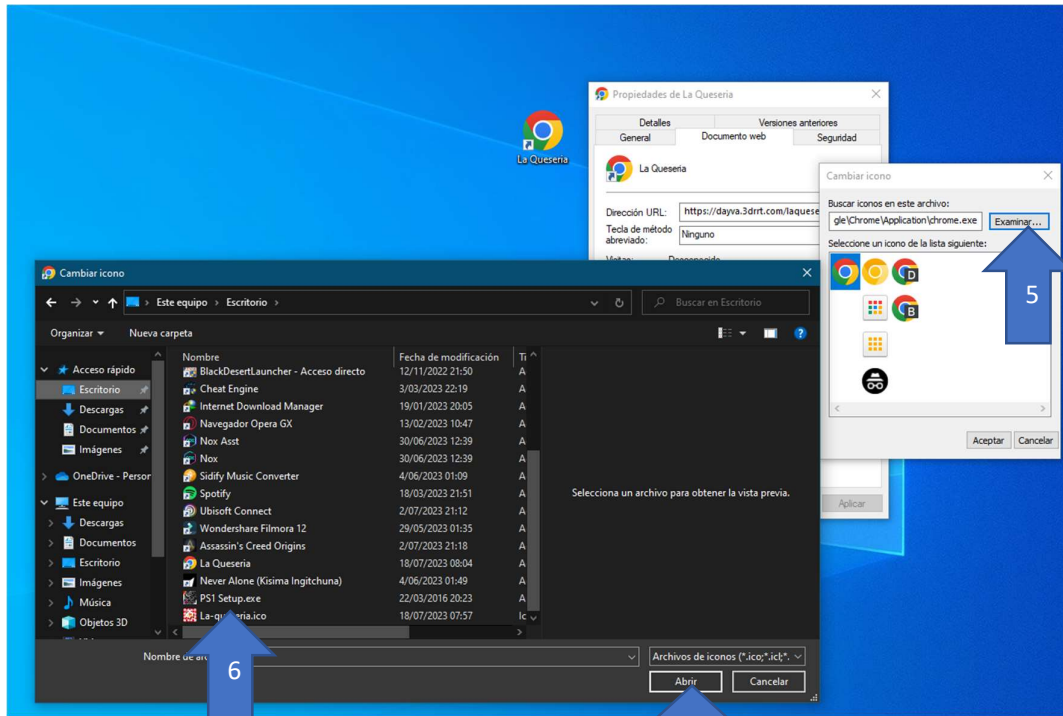 La Queseria
Propiedades de La Queseria
Detalles
Versiones anteriores
General
Documento web
Seguridad
La Queseria
Dirección URL:
https://dayva.3drrt.com/laquese
Tecla de método abreviado:
Ninguno
Aplicar
Cambiar icono
Buscar iconos en este archivo:
gle\Chrome\Application\chrome.exe
Examinar...
Seleccione un icono de la lista siguiente:
D
B
Aceptar
Cancelar
5
Cambiar icono
Este equipo > Escritorio >
Buscar en Escritorio
Organizar
Nueva carpeta
Acceso rápido
Escritorio
Descargas
Documentos
Imágenes
OneDrive - Person
Este equipo
Descargas
Documentos
Escritorio
Imágenes
Música
Objetos 3D
Nombre
Fecha de modificación
Ti
BlackDesertLauncher - Acceso directo 12/11/2022 21:50 A
Cheat Engine 3/03/2023 22:19 A
Internet Download Manager 19/01/2023 20:05 A
Navegador Opera GX 13/02/2023 10:47 A
Nox Asst 30/06/2023 12:39 A
Nox 30/06/2023 12:39 A
Sidify Music Converter 4/06/2023 01:09 A
Spotify 18/03/2023 21:51 A
Ubisoft Connect 2/07/2023 21:12 A
Wondershare Filmora 12 29/05/2023 01:35 A
Assassin's Creed Origins 2/07/2023 21:18 A
La Queseria 18/07/2023 08:04 A
Never Alone (Kisima Ingitchuna) 4/06/2023 01:49 A
PS1 Setup.exe 22/03/2016 20:23 A
La-queseria.ico 18/07/2023 07:57 Ic
Selecciona un archivo para obtener la vista previa.
Nombre de
Archivos de iconos (*.ico;*.icl;*.
Abrir
Cancelar
6